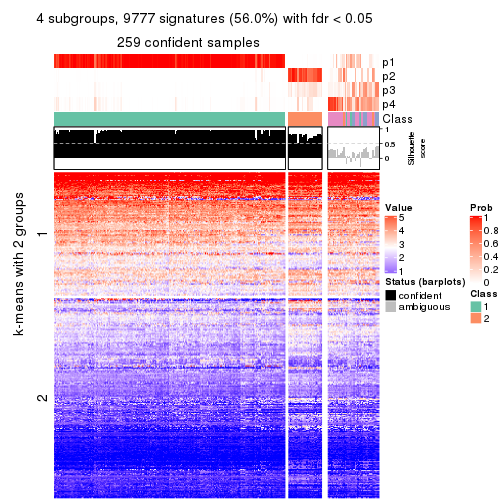 4 subgroups, 9777 signatures (56.0%) with fdr < 0.05
259 confident samples
p1
p2
p3
p4
Class
1
0.5
0
Silhouette
score
k-means with 2 groups
1
2
Value
5
4
3
2
1
Status (barplots)
confident
ambiguous
Prob
1
0.8
0.6
0.4
0.2
0
Class
1
2